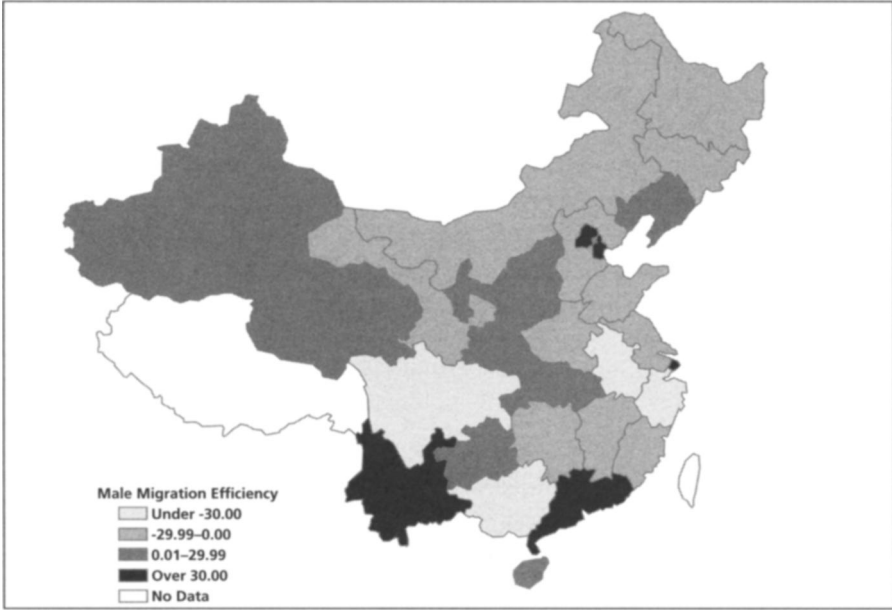 Male Migration Efficiency
Under -30.00
-29.99–0.00
0.01–29.99
Over 30.00
No Data